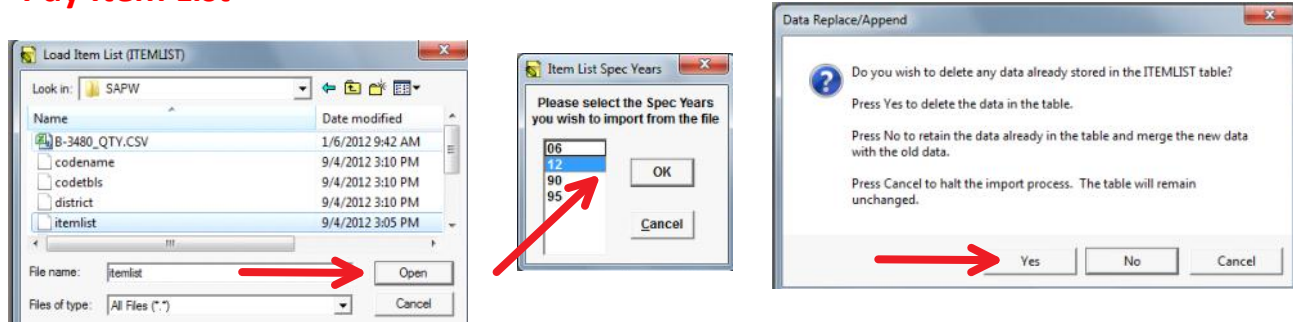 Pay Item List
Load Item List (ITEMLIST)
Look in: SAPW
Name Date modified
B-3480_QTY.CSV 1/6/2012 9:42 AM
codename 9/4/2012 3:10 PM
codetbls 9/4/2012 3:10 PM
district 9/4/2012 3:10 PM
itemlist 9/4/2012 3:05 PM
File name: itemlist Open
Files of type: All Files (*.*) Cancel
Item List Spec Years
Please select the Spec Years
you wish to import from the file
06
12
90
95
OK
Cancel
Data Replace/Append
Do you wish to delete any data already stored in the ITEMLIST table?
Press Yes to delete the data in the table.
Press No to retain the data already in the table and merge the new data
with the old data.
Press Cancel to halt the import process. The table will remain
unchanged.
Yes No Cancel